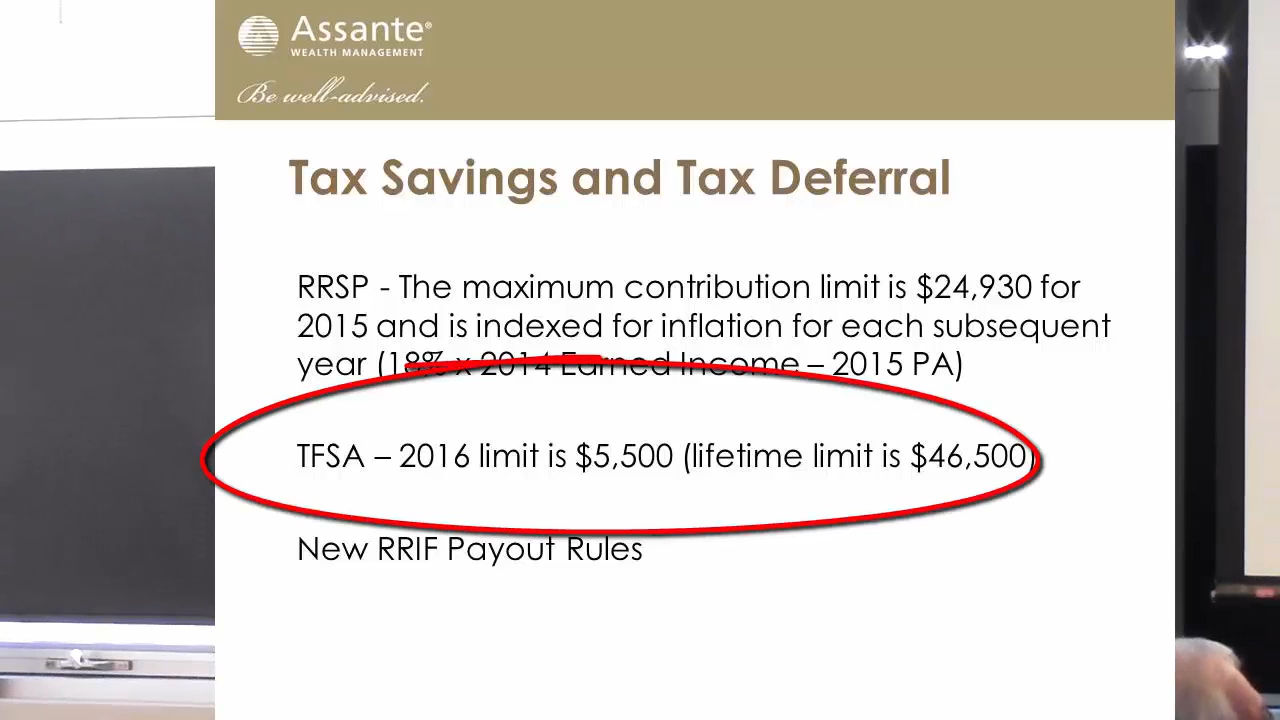 Assante®
WEALTH MANAGEMENT
Be well-advised.
Tax Savings and Tax Deferral
RRSP - The maximum contribution limit is $24,930 for
2015 and is indexed for inflation for each subsequent
year (18% x 2014 Earned Income – 2015 PA)
TFSA – 2016 limit is $5,500 (lifetime limit is $46,500)
New RRIF Payout Rules